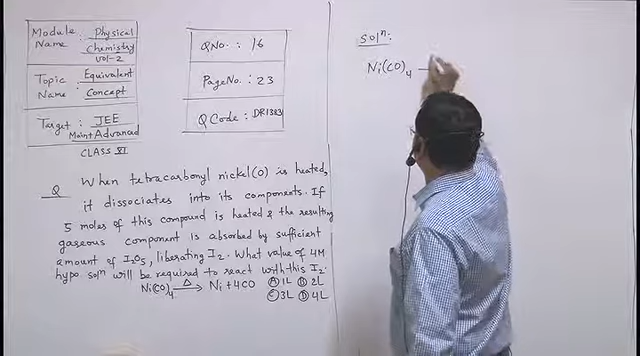 Module Name : Physical Chemistry Vol-2
Topic Name : Equivalent Concept
Target : JEE Main+Advanced
CLASS XI
QNo. : 16
PageNo. : 23
QCode : DR1383
Q When tetracarbonyl nickel(0) is heated,
it dissociates into its components. If
5 moles of this compound is heated & the resulting
gaseous component is absorbed by sufficient
amount of I2O5, liberating I2. What value of 4M
hypo solⁿ will be required to react with this I2.
Ni(CO)4 —Δ→ Ni + 4CO Ⓐ 1L Ⓑ 2L
Ⓒ 3L Ⓓ 4L
Solⁿ:
Ni(CO)4 —